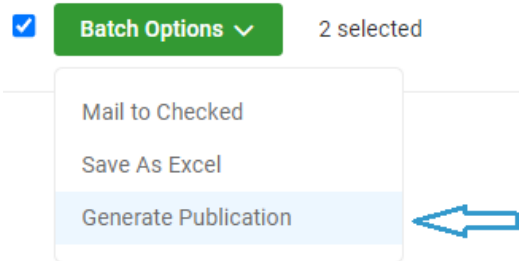 Batch Options 2 selected
Mail to Checked
Save As Excel
Generate Publication